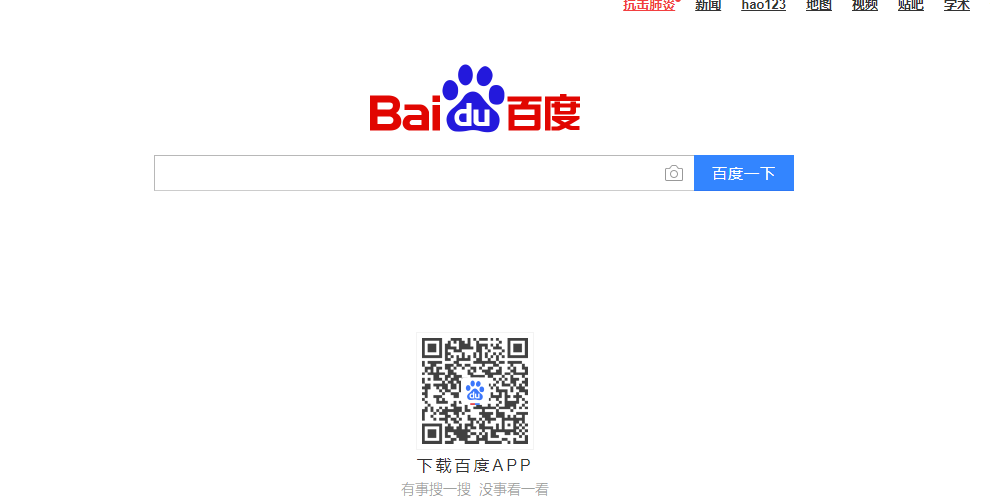 抗击肺炎 新闻 hao123 地图 视频 贴吧 学术
Bai du 百度
百度一下
du
下载百度APP
有事搜一搜 没事看一看